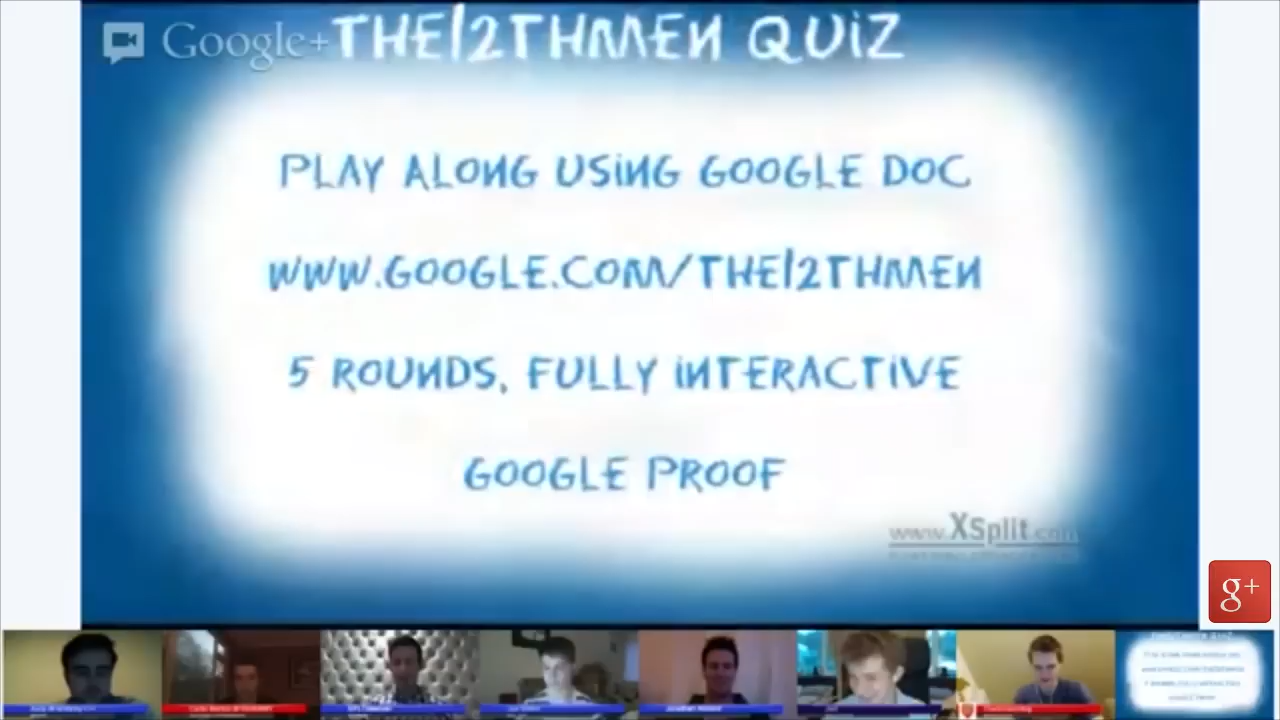 Google+ THE12THMEN QUIZ
PLAY ALONG USING GOOGLE DOC
WWW.GOOGLE.COM/THE12THMEN
5 ROUNDS, FULLY INTERACTIVE
GOOGLE PROOF
www.XSplit.com
g+